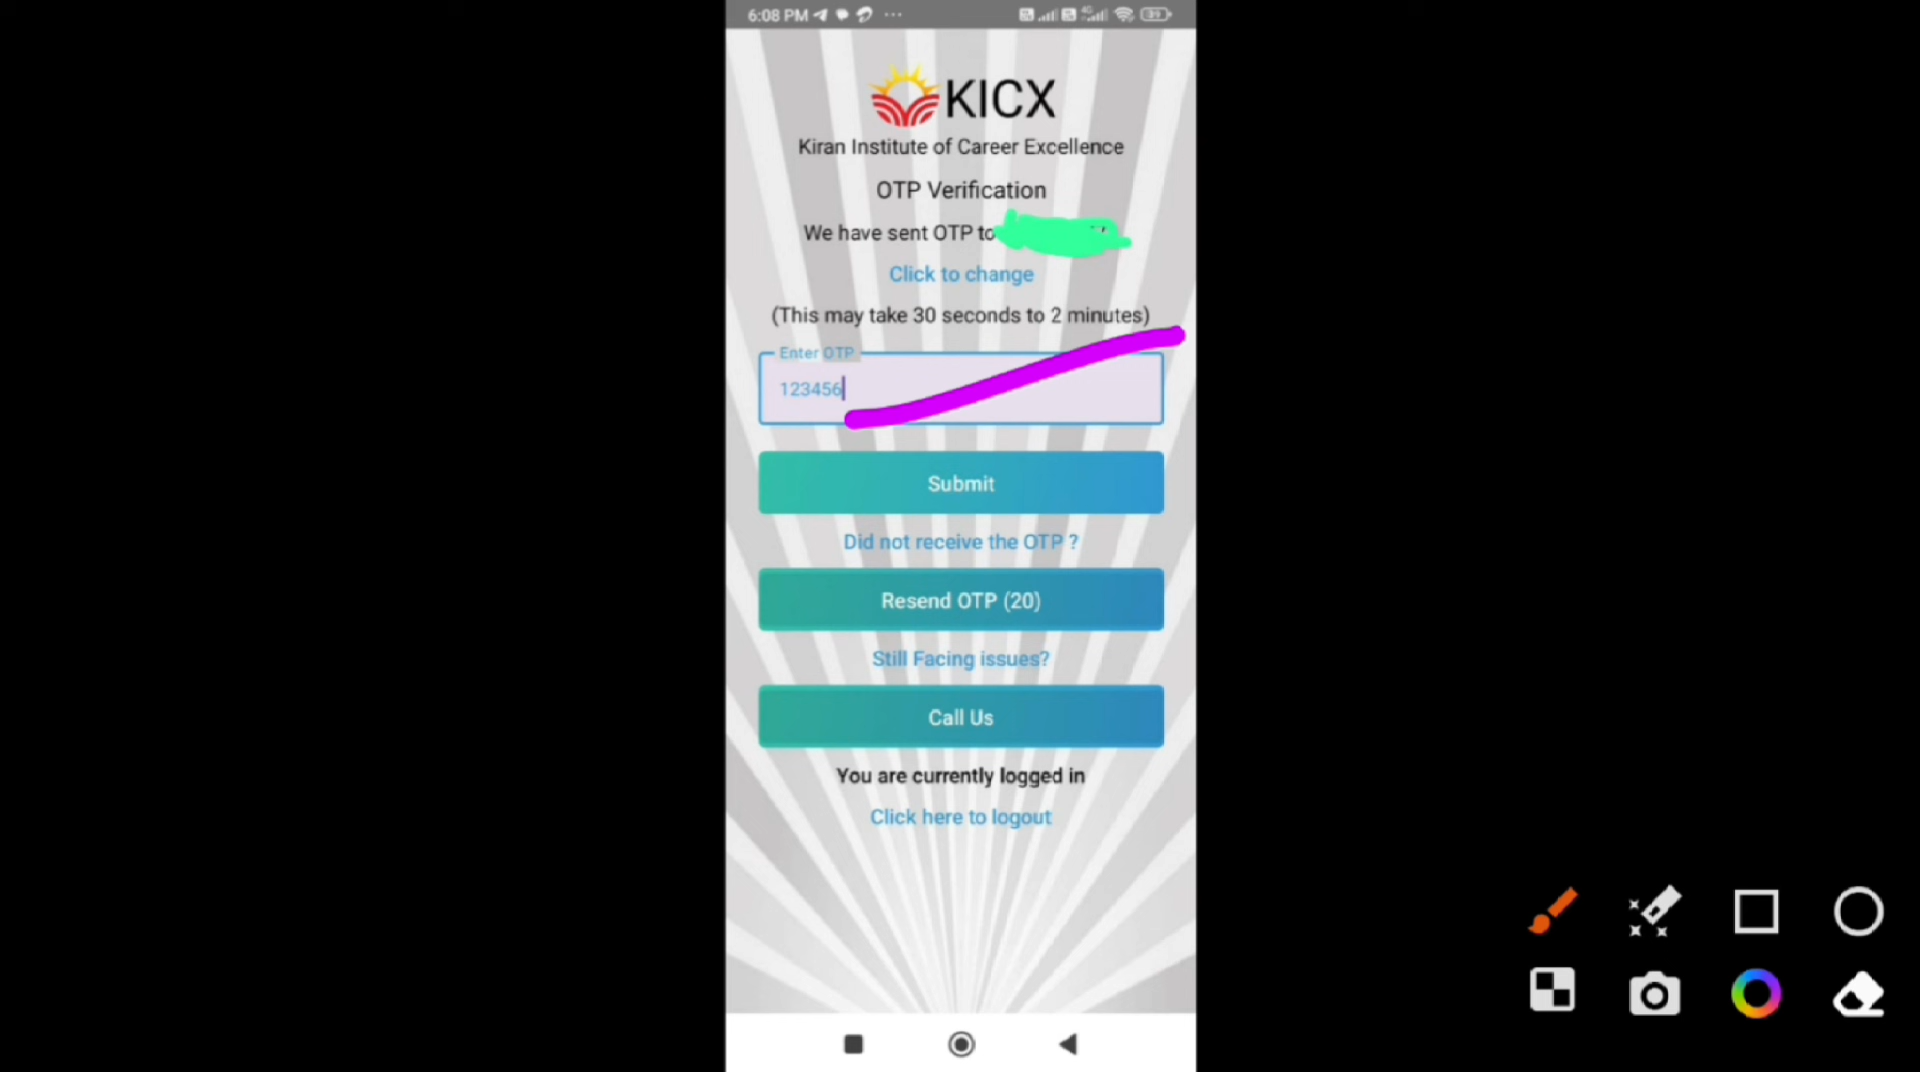 6:08 PM
KICX
Kiran Institute of Career Excellence
OTP Verification
We have sent OTP to
Click to change
(This may take 30 seconds to 2 minutes)
Enter OTP
123456
Submit
Did not receive the OTP ?
Resend OTP (20)
Still Facing issues?
Call Us
You are currently logged in
Click here to logout